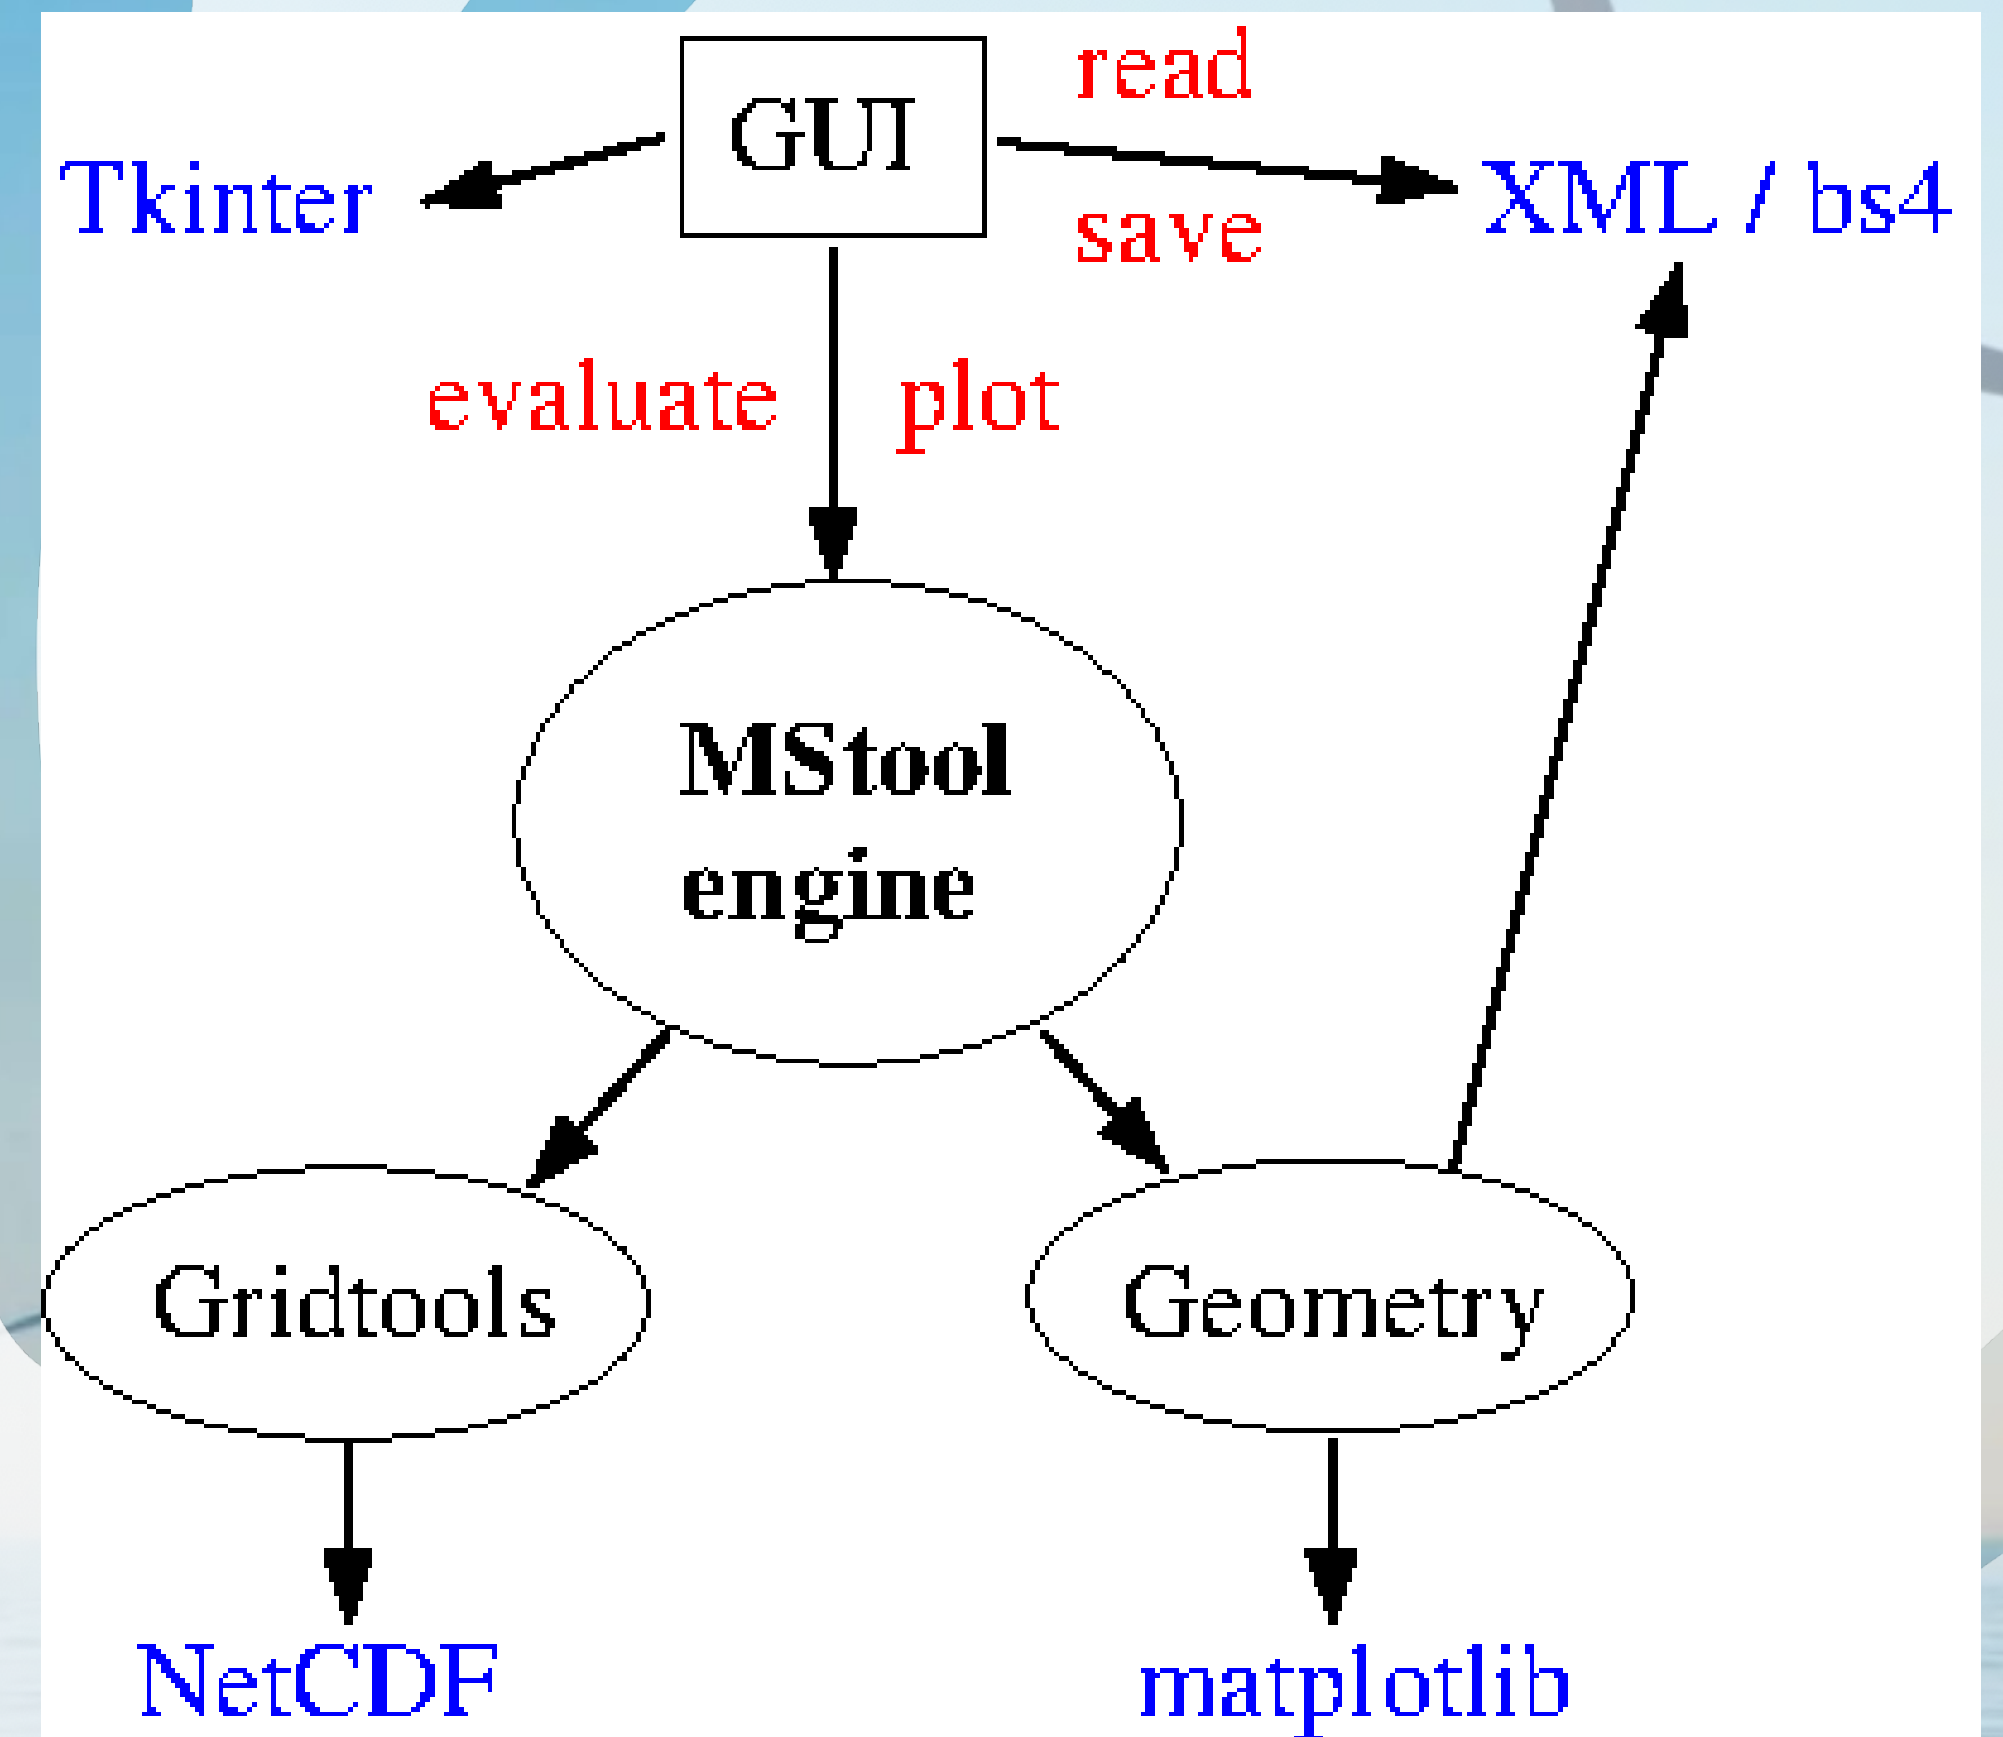 GUI
read
Tkinter
XML / bs4
save
evaluate
plot
MStool
engine
Gridtools
Geometry
NetCDF
matplotlib